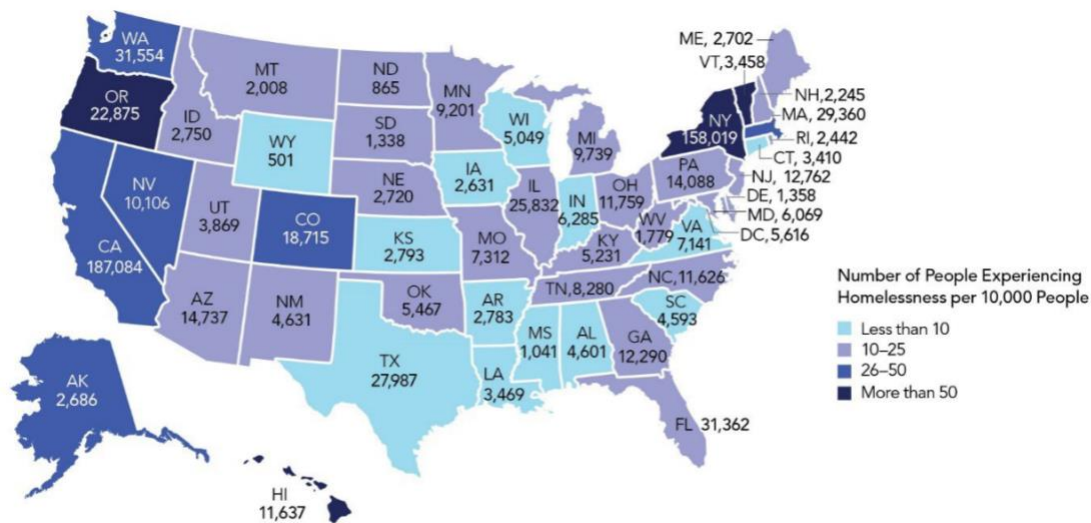 WA
31,554
OR
22,875
CA
187,084
NV
10,106
ID
2,750
MT
2,008
WY
501
UT
3,869
CO
18,715
AZ
14,737
NM
4,631
ND
865
SD
1,338
NE
2,720
KS
2,793
OK
5,467
TX
27,987
MN
9,201
IA
2,631
MO
7,312
AR
2,783
LA
3,469
WI
5,049
IL
25,832
MI
9,739
IN
6,285
OH
11,759
KY
5,231
TN, 8,280
MS
1,041
AL
4,601
GA
12,290
FL 31,362
SC
4,593
NC, 11,626
VA
7,141
WV
1,779
PA
14,088
NY
158,019
ME, 2,702
VT, 3,458
NH, 2,245
MA, 29,360
RI, 2,442
CT, 3,410
NJ, 12,762
DE, 1,358
MD, 6,069
DC, 5,616
AK
2,686
HI
11,637
Number of People Experiencing
Homelessness per 10,000 People
Less than 10
10–25
26–50
More than 50